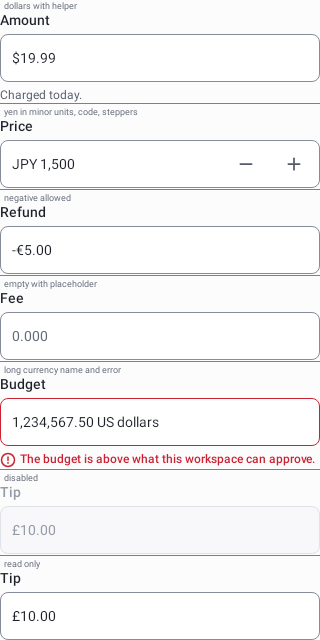 dollars with helper
Amount
$19.99
Charged today.
yen in minor units, code, steppers
Price
JPY 1,500
negative allowed
Refund
-€5.00
empty with placeholder
Fee
0.000
long currency name and error
Budget
1,234,567.50 US dollars
The budget is above what this workspace can approve.
disabled
Tip
£10.00
read only
Tip
£10.00